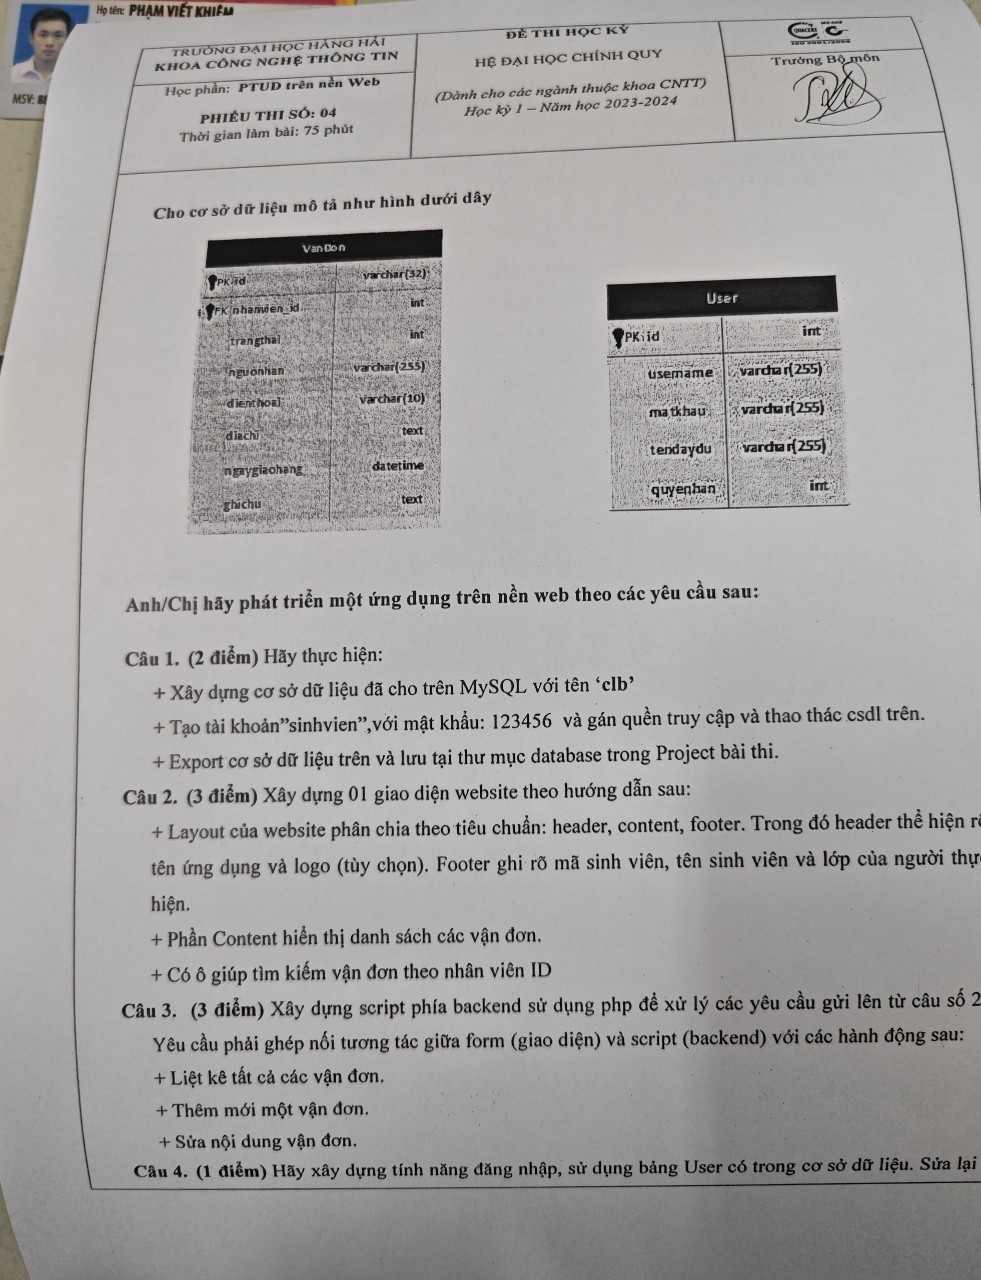 Họ tên: PHẠM VIẾT KHIÊM
MSV:
TRƯỜNG ĐẠI HỌC HÀNG HẢI
KHOA CÔNG NGHỆ THÔNG TIN
Học phần: PTUD trên nền Web
PHIẾU THI SỐ: 04
Thời gian làm bài: 75 phút
ĐỀ THI HỌC KỲ
HỆ ĐẠI HỌC CHÍNH QUY
(Dành cho các ngành thuộc khoa CNTT)
Học kỳ 1 – Năm học 2023-2024
QUACERT
Trưởng Bộ môn
Cho cơ sở dữ liệu mô tả như hình dưới dây
VanDon
PK id varchar(32)
FK nhanvien_id int
trangthai int
nguonhan varchar(255)
dienthoai varchar(10)
diachi text
ngaygiaohang datetime
ghichu text
User
PK id int
username varchar(255)
matkhau varchar(255)
tendaydu varchar(255)
quyenhan int
Anh/Chị hãy phát triển một ứng dụng trên nền web theo các yêu cầu sau:
Câu 1. (2 điểm) Hãy thực hiện:
+ Xây dựng cơ sở dữ liệu đã cho trên MySQL với tên ‘clb’
+ Tạo tài khoản”sinhvien”,với mật khẩu: 123456 và gán quền truy cập và thao thác csdl trên.
+ Export cơ sở dữ liệu trên và lưu tại thư mục database trong Project bài thi.
Câu 2. (3 điểm) Xây dựng 01 giao diện website theo hướng dẫn sau:
+ Layout của website phân chia theo tiêu chuẩn: header, content, footer. Trong đó header thể hiện
tên ứng dụng và logo (tùy chọn). Footer ghi rõ mã sinh viên, tên sinh viên và lớp của người
hiện.
+ Phần Content hiển thị danh sách các vận đơn.
+ Có ô giúp tìm kiếm vận đơn theo nhân viên ID
Câu 3. (3 điểm) Xây dựng script phía backend sử dụng php để xử lý các yêu cầu gửi lên từ câu số 2
Yêu cầu phải ghép nối tương tác giữa form (giao diện) và script (backend) với các hành động sau:
+ Liệt kê tất cả các vận đơn.
+ Thêm mới một vận đơn.
+ Sửa nội dung vận đơn.
Câu 4. (1 điểm) Hãy xây dựng tính năng đăng nhập, sử dụng bảng User có trong cơ sở dữ liệu. Sửa lại